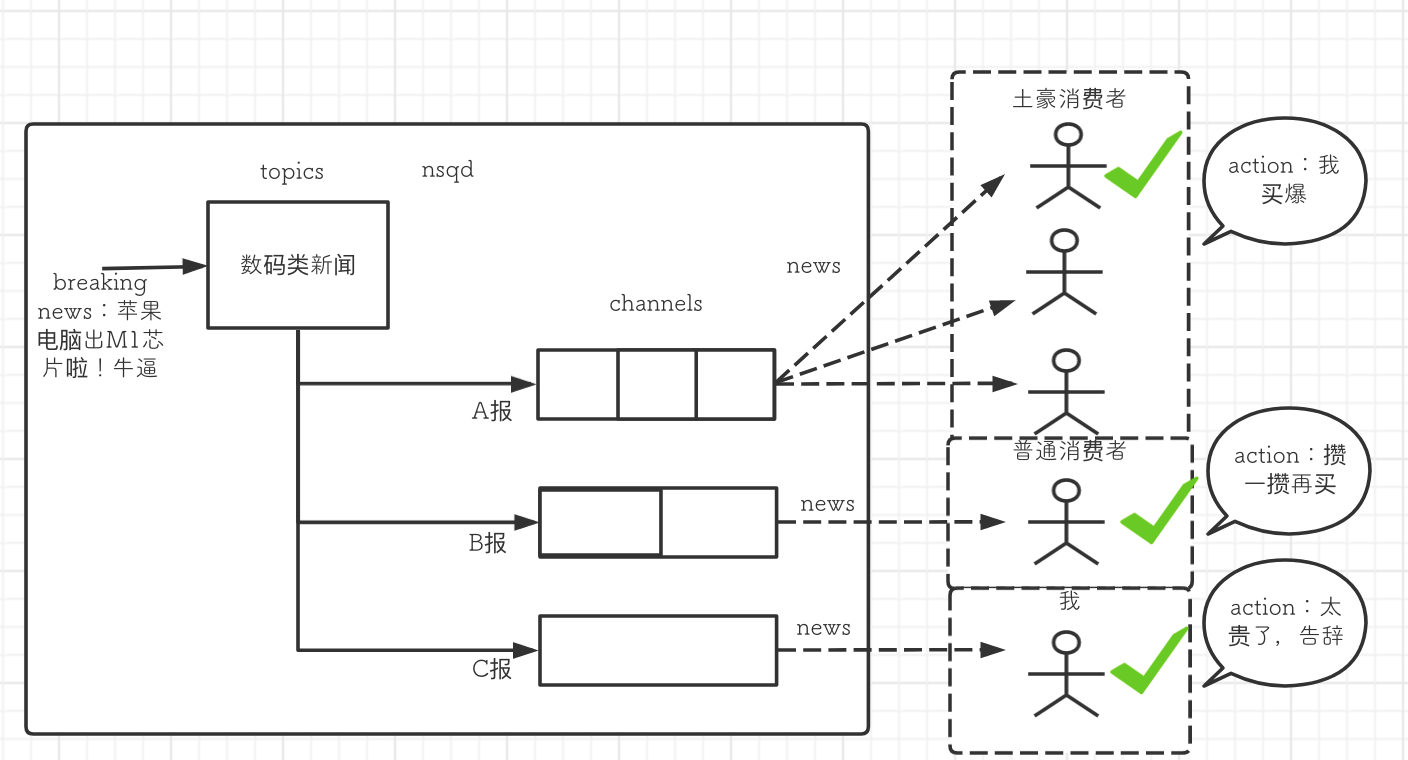 topics
nsqd
数码类新闻
breaking
news：苹果
电脑出M1芯
片啦！牛逼
channels
A报
B报
C报
news
news
news
土豪消费者
action：我
买爆
普通消费者
action：攒
一攒再买
我
action：太
贵了，告辞